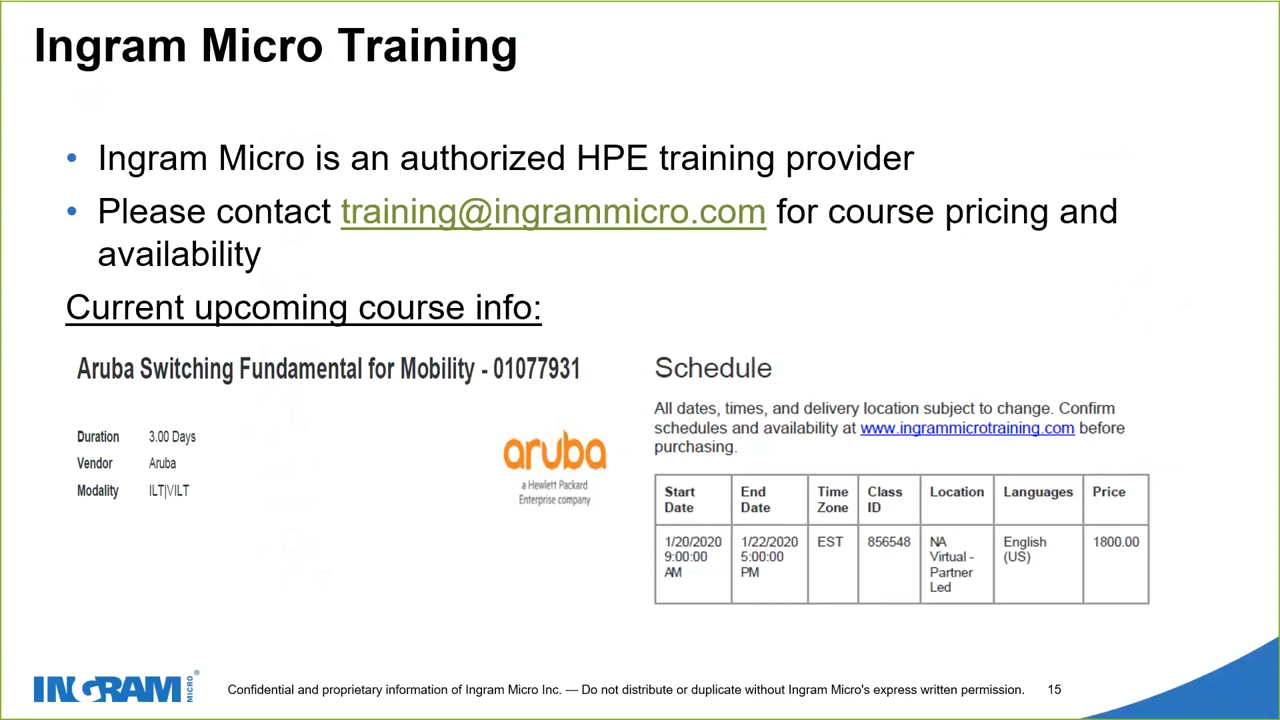 Ingram Micro Training
• Ingram Micro is an authorized HPE training provider
• Please contact training@ingrammicro.com for course pricing and
availability
Current upcoming course info:
Aruba Switching Fundamental for Mobility - 01077931
Duration 3.00 Days
Vendor Aruba
Modality ILT|VILT
aruba
a Hewlett Packard
Enterprise company
Schedule
All dates, times, and delivery location subject to change. Confirm
schedules and availability at www.ingrammicrotraining.com before
purchasing.
Start Date End Date Time Zone Class ID Location Languages Price
1/20/2020 9:00:00 AM 1/22/2020 5:00:00 PM EST 856548 NA Virtual - Partner Led English (US) 1800.00
INGRAM MICRO ®
Confidential and proprietary information of Ingram Micro Inc. — Do not distribute or duplicate without Ingram Micro's express written permission. 15